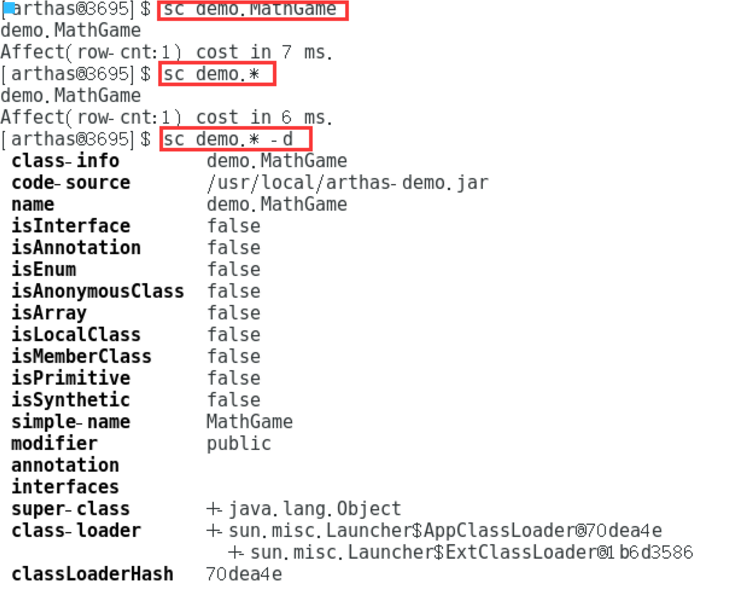 [arthas@3695]$ sc demo.MathGame
demo.MathGame
Affect(row-cnt:1) cost in 7 ms.
[arthas@3695]$ sc demo.*
demo.MathGame
Affect(row-cnt:1) cost in 6 ms.
[arthas@3695]$ sc demo.* -d
class-info demo.MathGame
code-source /usr/local/arthas-demo.jar
name demo.MathGame
isInterface false
isAnnotation false
isEnum false
isAnonymousClass false
isArray false
isLocalClass false
isMemberClass false
isPrimitive false
isSynthetic false
simple-name MathGame
modifier public
annotation
interfaces
super-class +-java.lang.Object
class-loader +-sun.misc.Launcher$AppClassLoader@70dea4e
+-sun.misc.Launcher$ExtClassLoader@1b6d3586
classLoaderHash 70dea4e